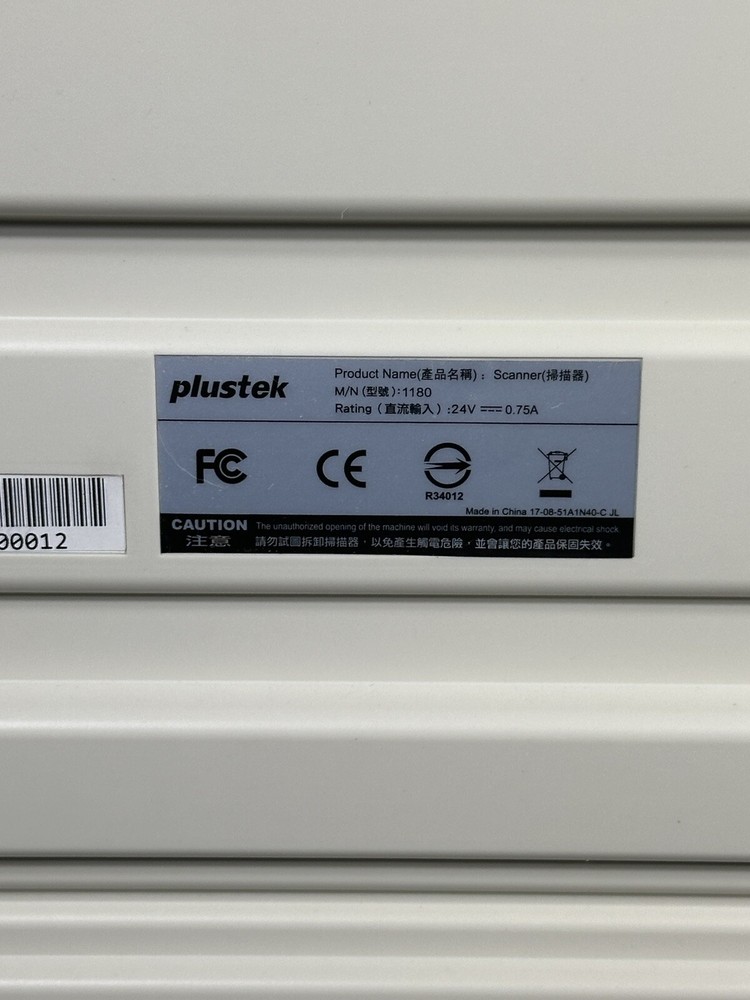 plustek
Product Name(產品名稱)：Scanner(掃描器)
M/N (型號):1180
Rating（直流輸入）:24V 0.75A
FC CE
R34012
Made in China 17-08-51A1N40-C JL
00012
CAUTION The unauthorized opening of the machine will void its warranty, and may cause electrical shock.
注意 請勿試圖拆卸掃描器，以免產生觸電危險，並會讓您的產品保固失效。